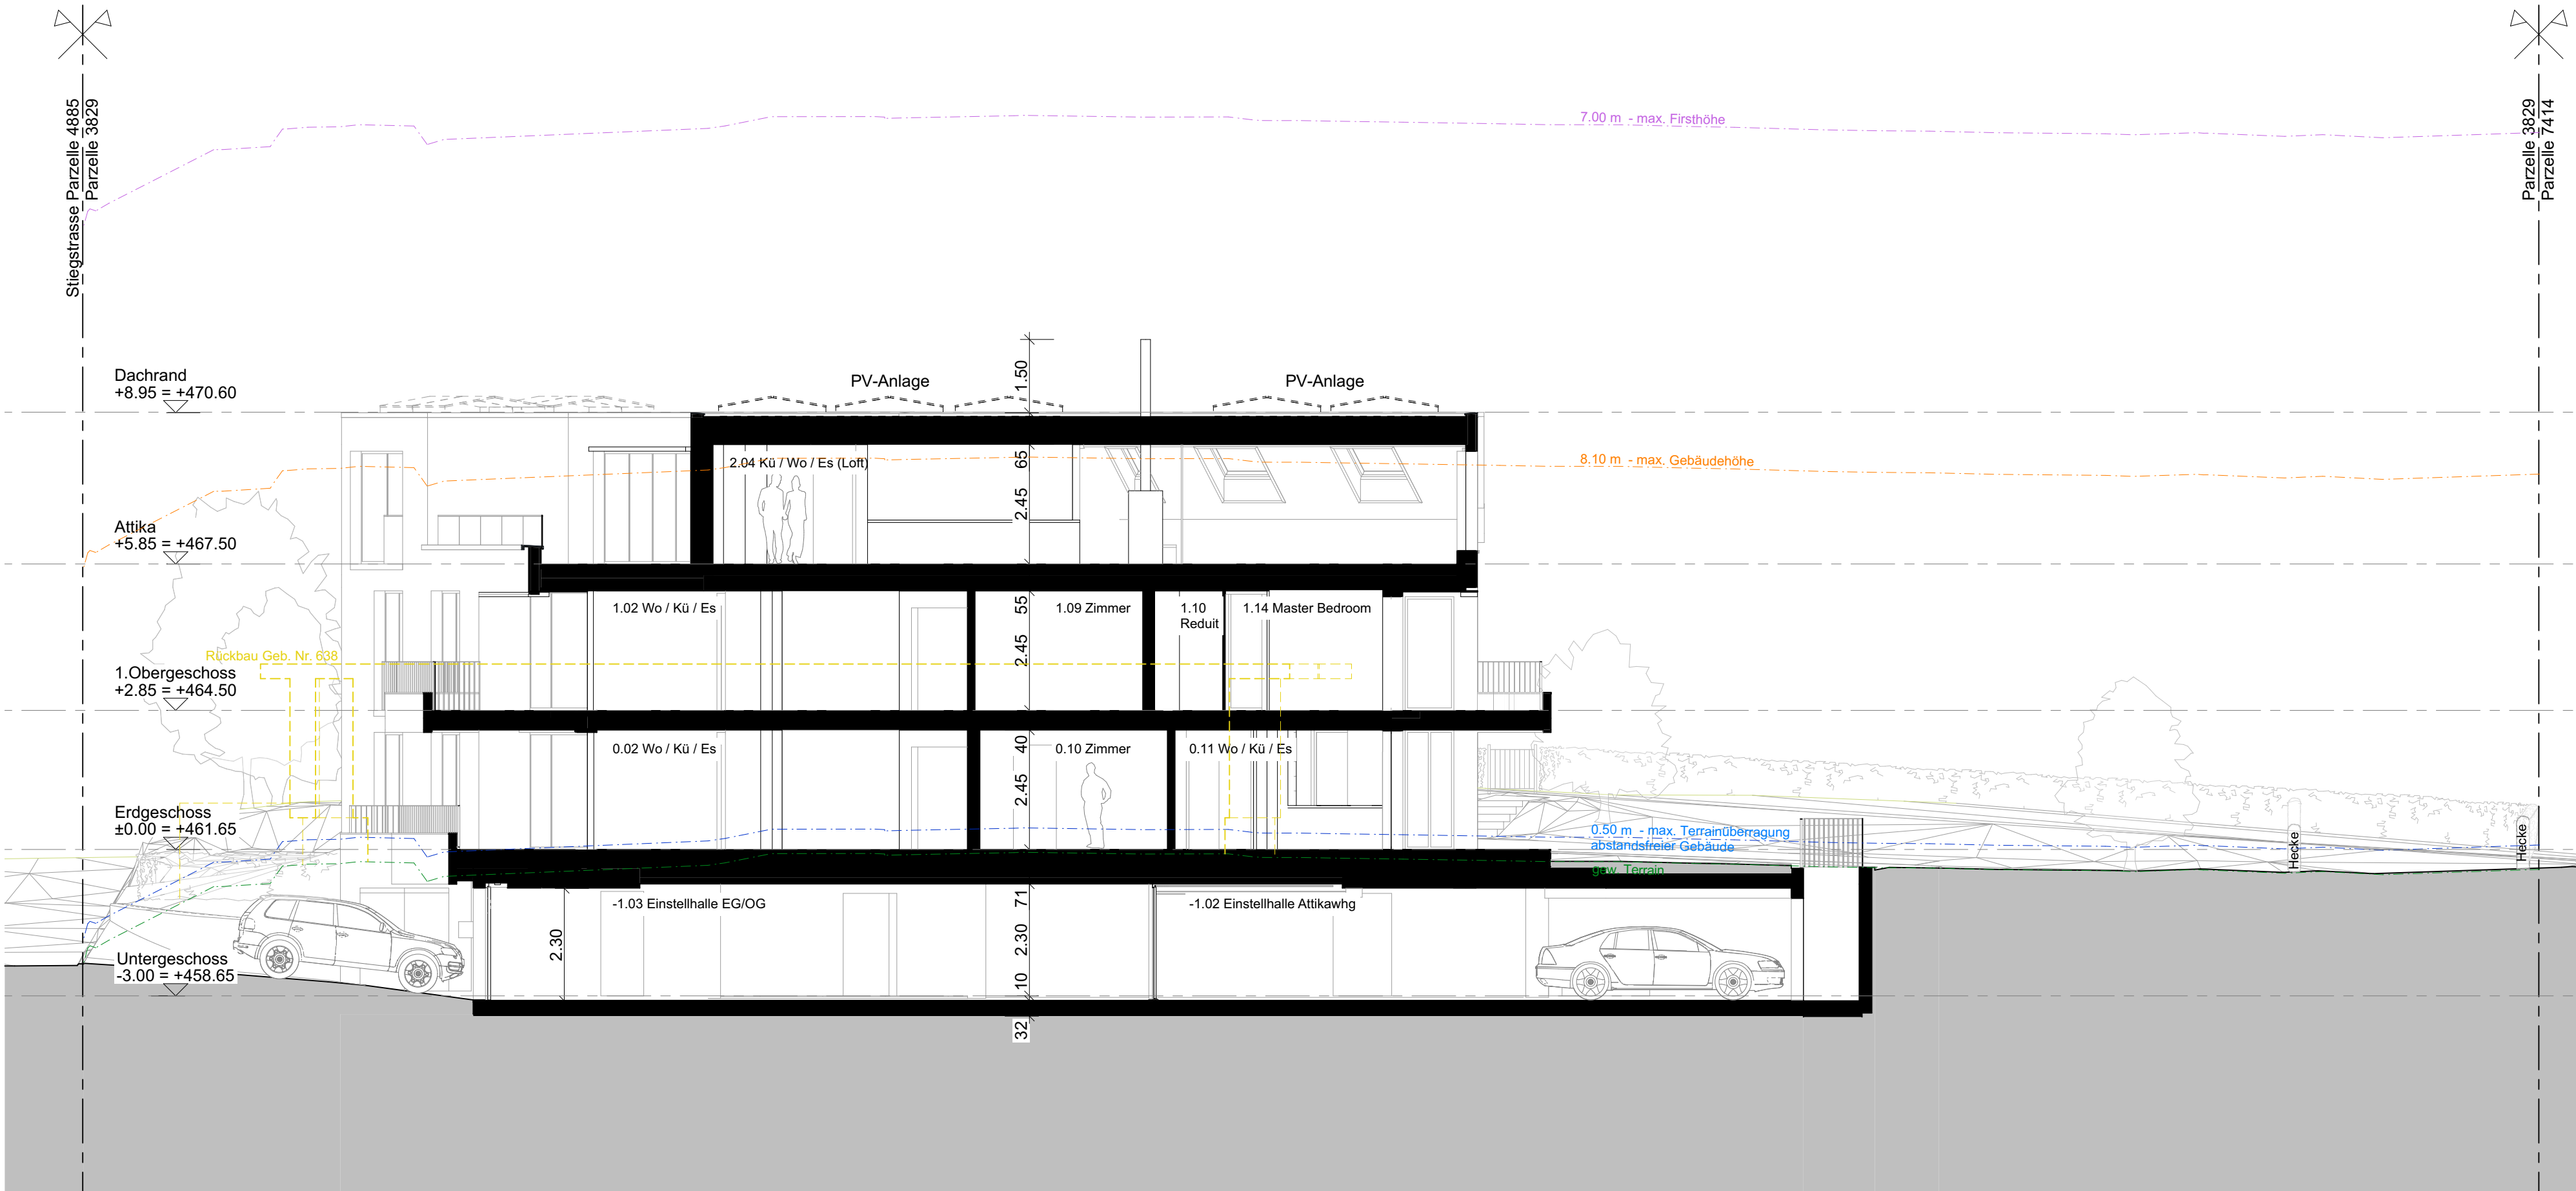 Stiegstrasse Parzelle 4885
Parzelle 3829
Parzelle 3829
Parzelle 7414
7.00 m - max. Firsthöhe
Dachrand
+8.95 = +470.60
PV-Anlage
1.50
PV-Anlage
2.04 Kü / Wo / Es (Loft)
65
2.45
8.10 m - max. Gebäudehöhe
Attika
+5.85 = +467.50
1.02 Wo / Kü / Es
55
2.45
1.09 Zimmer
1.10
Reduit
1.14 Master Bedroom
Rückbau Geb. Nr. 638
1.Obergeschoss
+2.85 = +464.50
0.02 Wo / Kü / Es
40
2.45
0.10 Zimmer
0.11 Wo / Kü / Es
Erdgeschoss
±0.00 = +461.65
0.50 m - max. Terrainüberragung
abstandsfreier Gebäude
gew. Terrain
Hecke
Hecke
-1.03 Einstellhalle EG/OG
71
-1.02 Einstellhalle Attikawhg
2.30
2.30
Untergeschoss
-3.00 = +458.65
10
32